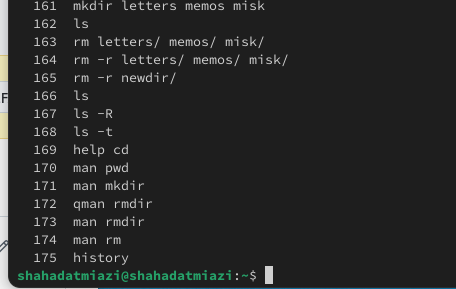 161 mkdir letters memos misk
162 ls
163 rm letters/ memos/ misk/
164 rm -r letters/ memos/ misk/
165 rm -r newdir/
166 ls
167 ls -R
168 ls -t
169 help cd
170 man pwd
171 man mkdir
172 qman rmdir
173 man rmdir
174 man rm
175 history
shahadatmiazi@shahadatmiazi:~$